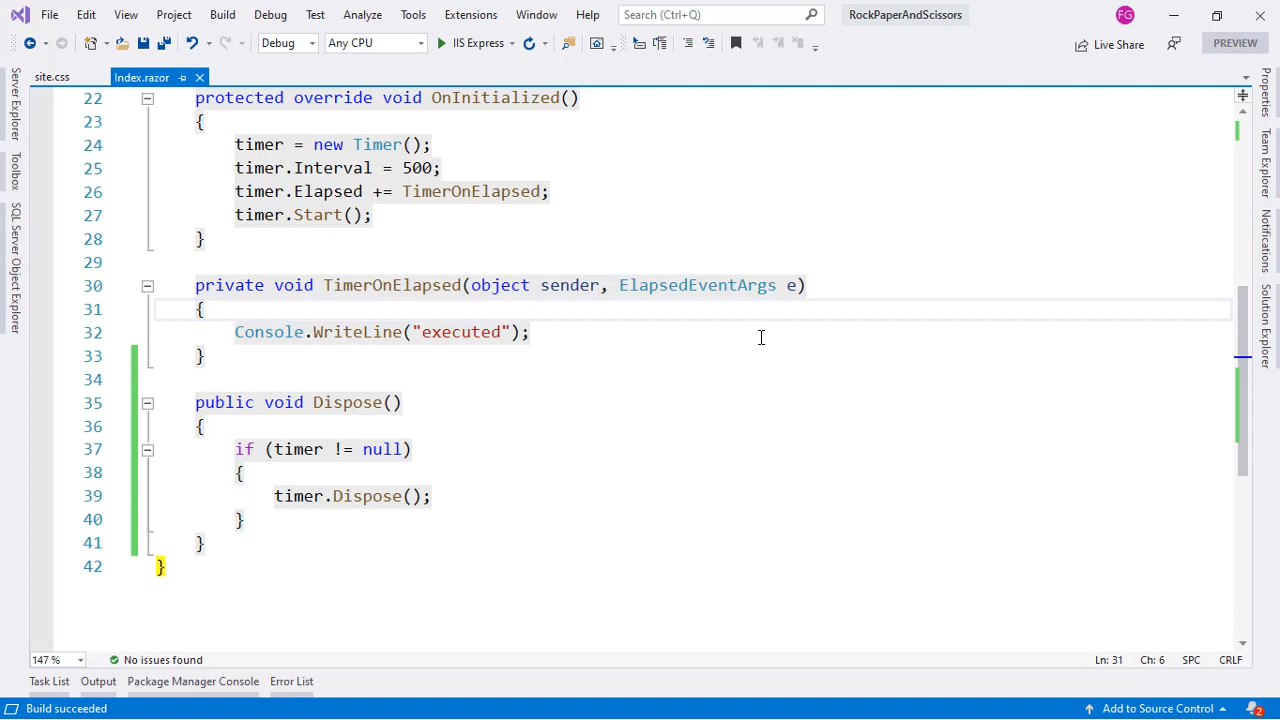 File Edit View Project Build Debug Test Analyze Tools Extensions Window Help Search (Ctrl+Q) RockPaperAndScissors FG
Debug Any CPU IIS Express Live Share PREVIEW
site.css Index.razor
Server Explorer
Toolbox
SQL Server Object Explorer
22 protected override void OnInitialized()
23 {
24 timer = new Timer();
25 timer.Interval = 500;
26 timer.Elapsed += TimerOnElapsed;
27 timer.Start();
28 }
29
30 private void TimerOnElapsed(object sender, ElapsedEventArgs e)
31 {
32 Console.WriteLine("executed");
33 }
34
35 public void Dispose()
36 {
37 if (timer != null)
38 {
39 timer.Dispose();
40 }
41 }
42 }
Properties
Team Explorer
Notifications
Solution Explorer
147 % No issues found Ln: 31 Ch: 6 SPC CRLF
Task List Output Package Manager Console Error List
Build succeeded Add to Source Control 2